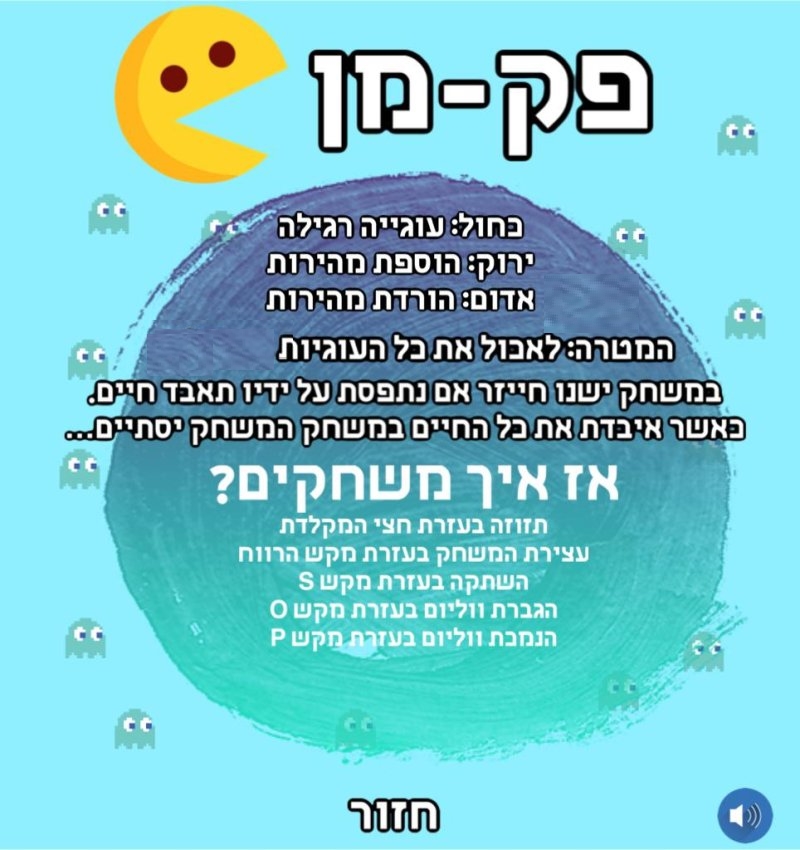 פק-מן
כחול: עוגייה רגילה
ירוק: הוספת מהירות
אדום: הורדת מהירות
המטרה: לאכול את כל העוגיות
במשחק ישנו חייזר אם נתפסת על ידיו תאבד חיים.
כאשר איבדת את כל החיים במשחק המשחק יסתיים...
אז איך משחקים?
תזוזה בעזרת חצי המקלדת
עצירת המשחק בעזרת מקש הרווח
השתקה בעזרת מקש S
הגברת ווליום בעזרת מקש O
הנמכת ווליום בעזרת מקש P
חזור